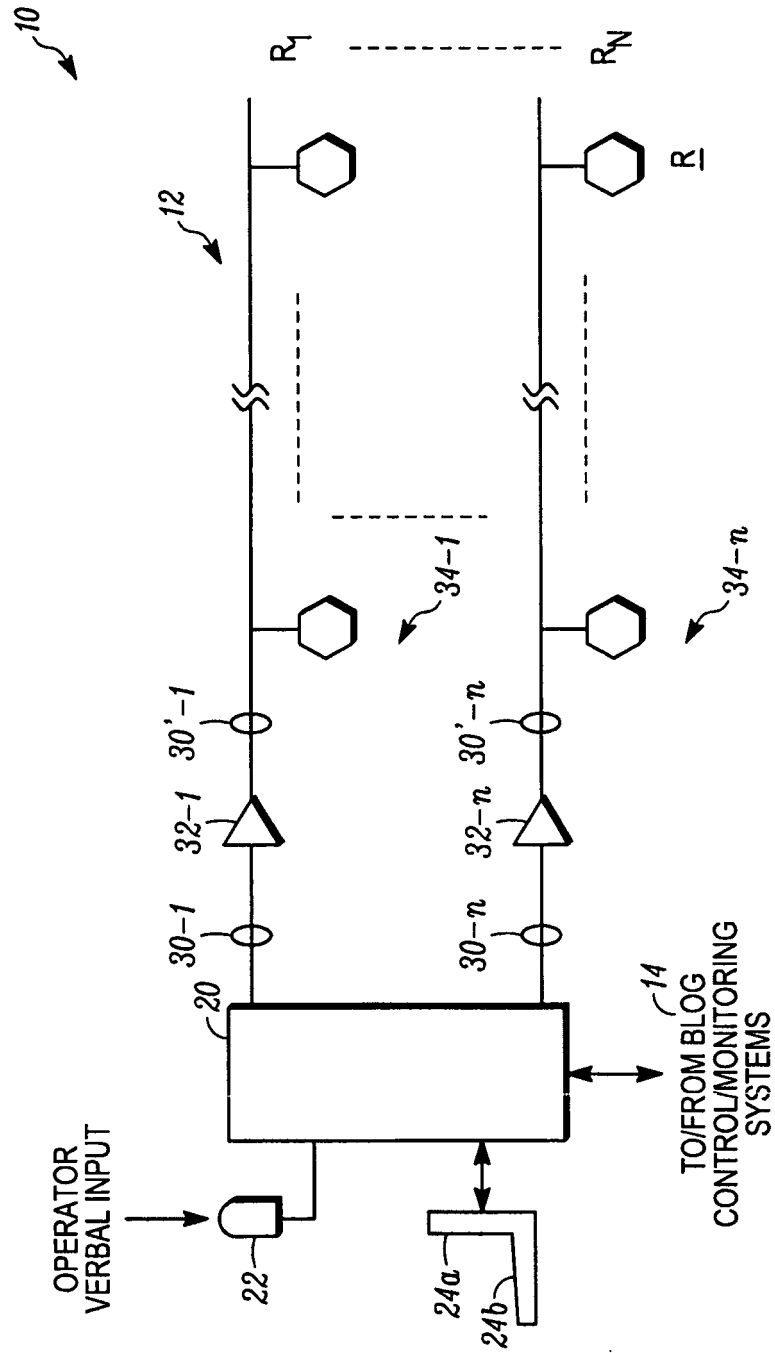 10
12
R1
RN
R
34-1
34-n
30'-1
30'-n
32-1
32-n
30-1
30-n
20
14
TO/FROM BLOG
CONTROL/MONITORING
SYSTEMS
OPERATOR
VERBAL INPUT
22
24a
24b